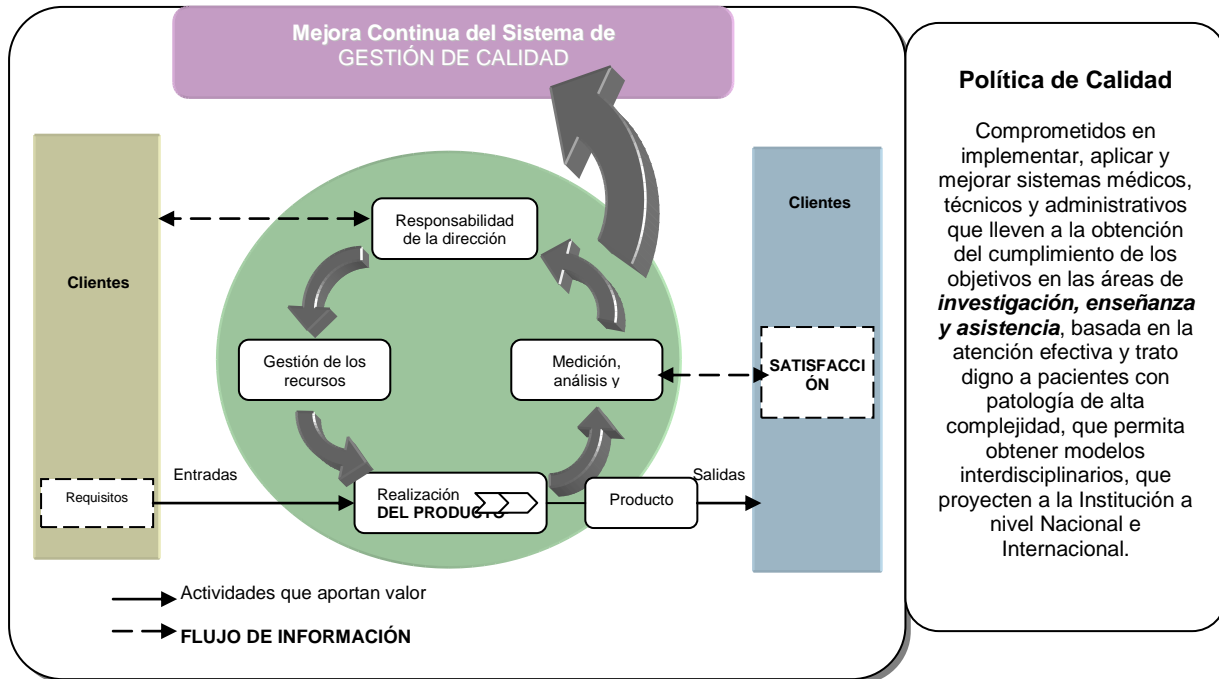 Mejora Continua del Sistema de
GESTIÓN DE CALIDAD
Clientes
Requisitos
Entradas
Responsabilidad
de la dirección
Gestión de los
recursos
Medición,
análisis y
Realización
DEL PRODUCTO
Producto
Salidas
Clientes
SATISFACCI
ÓN
Actividades que aportan valor
FLUJO DE INFORMACIÓN
Política de Calidad
Comprometidos en
implementar, aplicar y
mejorar sistemas médicos,
técnicos y administrativos
que lleven a la obtención
del cumplimiento de los
objetivos en las áreas de
investigación, enseñanza
y asistencia, basada en la
atención efectiva y trato
digno a pacientes con
patología de alta
complejidad, que permita
obtener modelos
interdisciplinarios, que
proyecten a la Institución a
nivel Nacional e
Internacional.